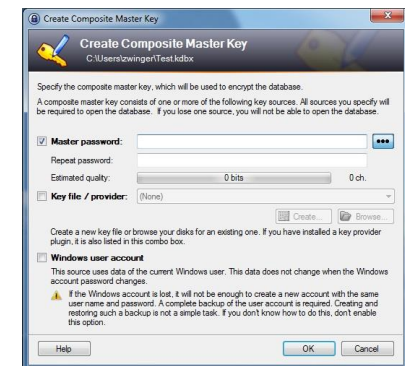 Create Composite Master Key
Create Composite Master Key
C:\Users\zwinger\Test.kdbx
Specify the composite master key, which will be used to encrypt the database.
A composite master key consists of one or more of the following key sources. All sources you specify will
be required to open the database. If you lose one source, you will not be able to open the database.
Master password:
Repeat password:
Estimated quality: 0 bits 0 ch.
Key file / provider: (None)
Create... Browse...
Create a new key file or browse your disks for an existing one. If you have installed a key provider
plugin, it is also listed in this combo box.
Windows user account
This source uses data of the current Windows user. This data does not change when the Windows
account password changes.
If the Windows account is lost, it will not be enough to create a new account with the same
user name and password. A complete backup of the user account is required. Creating and
restoring such a backup is not a simple task. If you don't know how to do this, don't enable
this option.
Help OK Cancel